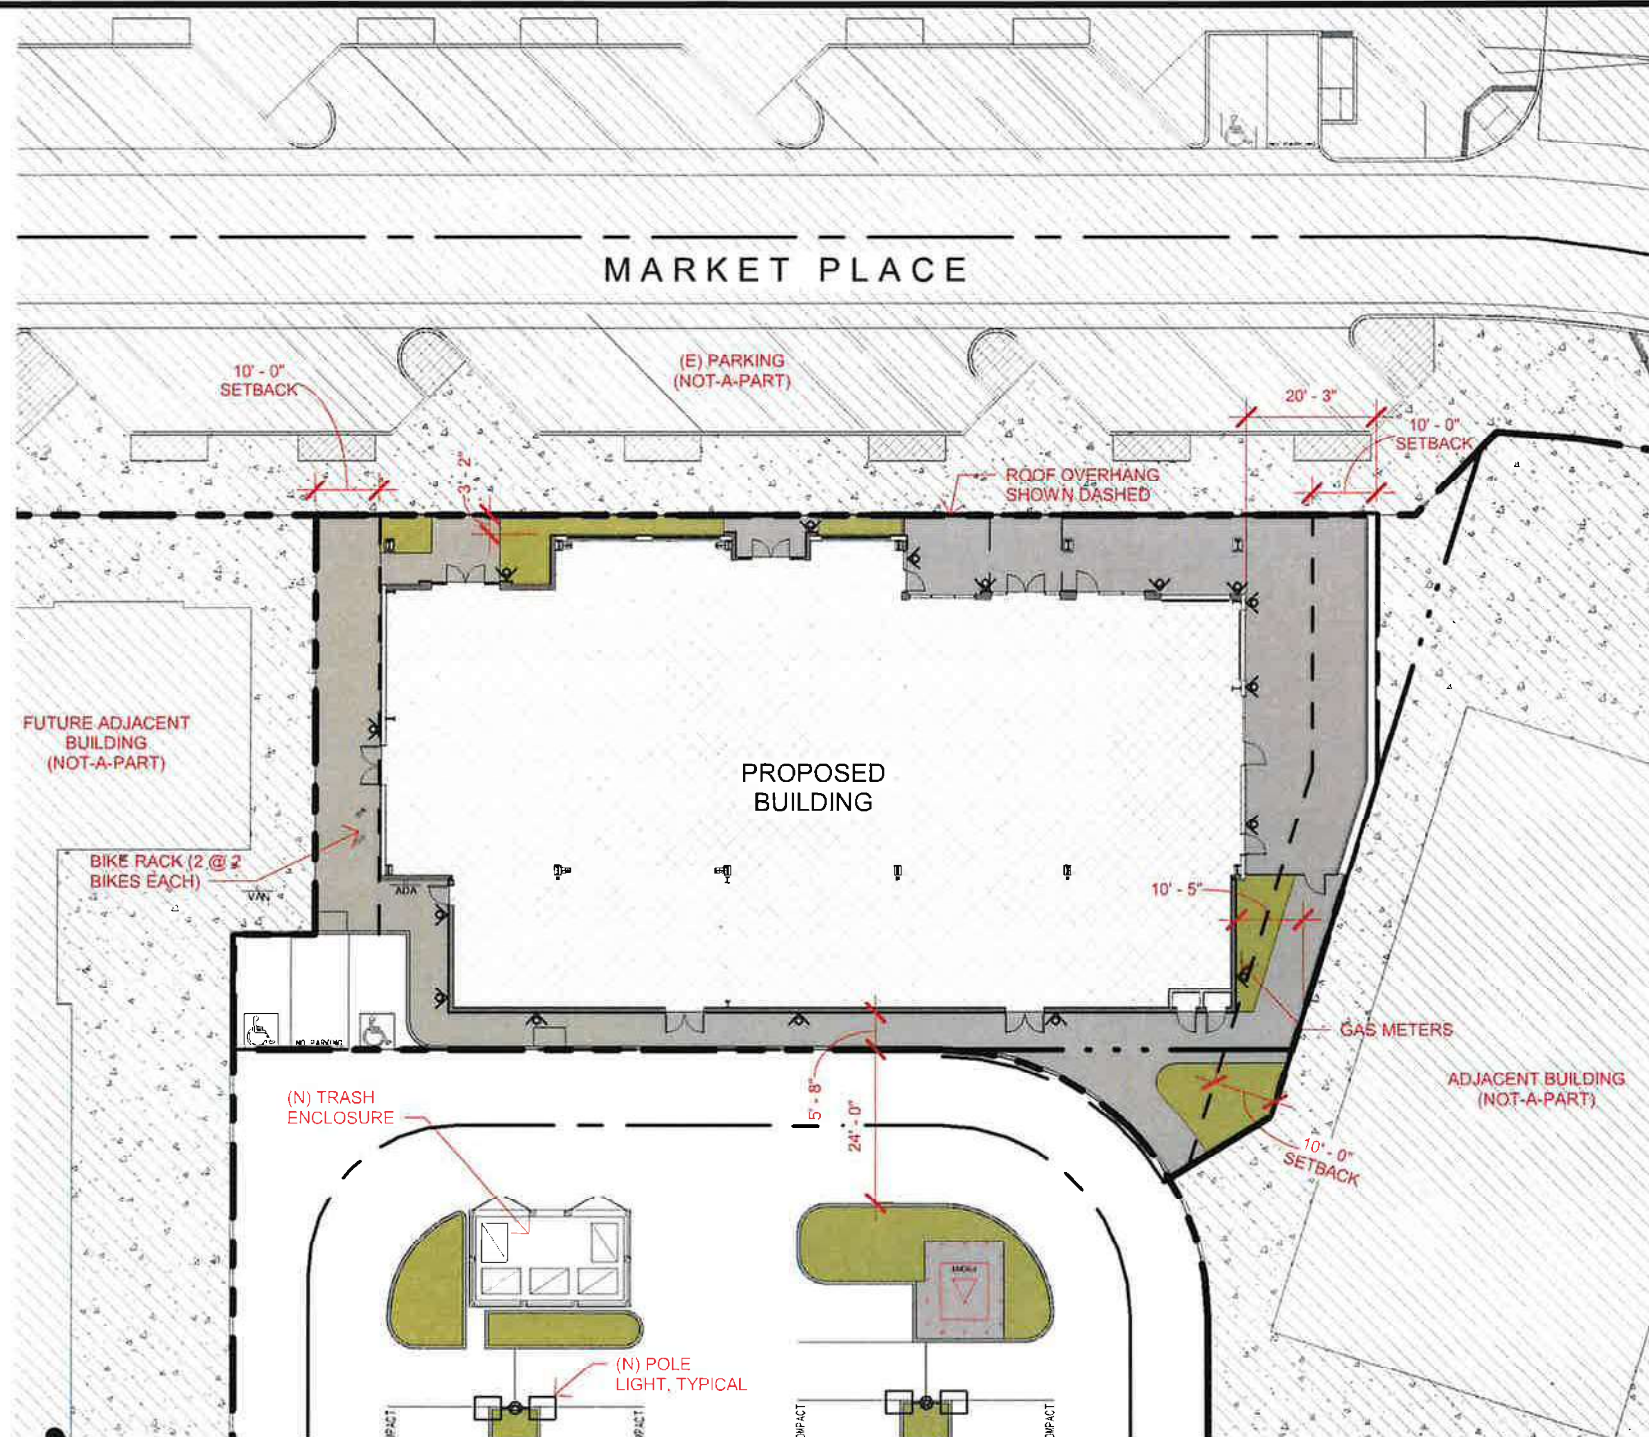 MARKET PLACE
(E) PARKING
(NOT-A-PART)
10' - 0"
SETBACK
20' - 3"
10' - 0"
SETBACK
3' - 2"
ROOF OVERHANG
SHOWN DASHED
FUTURE ADJACENT
BUILDING
(NOT-A-PART)
PROPOSED
BUILDING
BIKE RACK (2 @ 2
BIKES EACH)
VAN
ADA
10' - 5"
NO PARKING
GAS METERS
5' - 8"
24' - 0"
ADJACENT BUILDING
(NOT-A-PART)
(N) TRASH
ENCLOSURE
10' - 0"
SETBACK
(N) POLE
LIGHT, TYPICAL